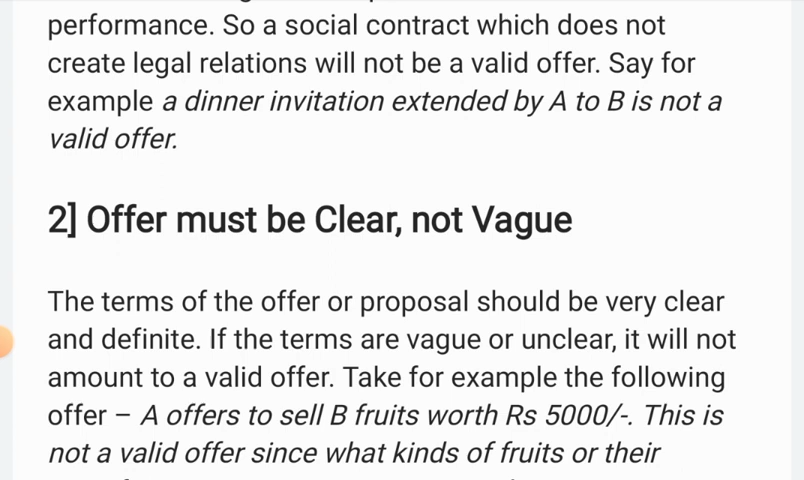 performance. So a social contract which does not
create legal relations will not be a valid offer. Say for
example a dinner invitation extended by A to B is not a
valid offer.
2] Offer must be Clear, not Vague
The terms of the offer or proposal should be very clear
and definite. If the terms are vague or unclear, it will not
amount to a valid offer. Take for example the following
offer – A offers to sell B fruits worth Rs 5000/-. This is
not a valid offer since what kinds of fruits or their